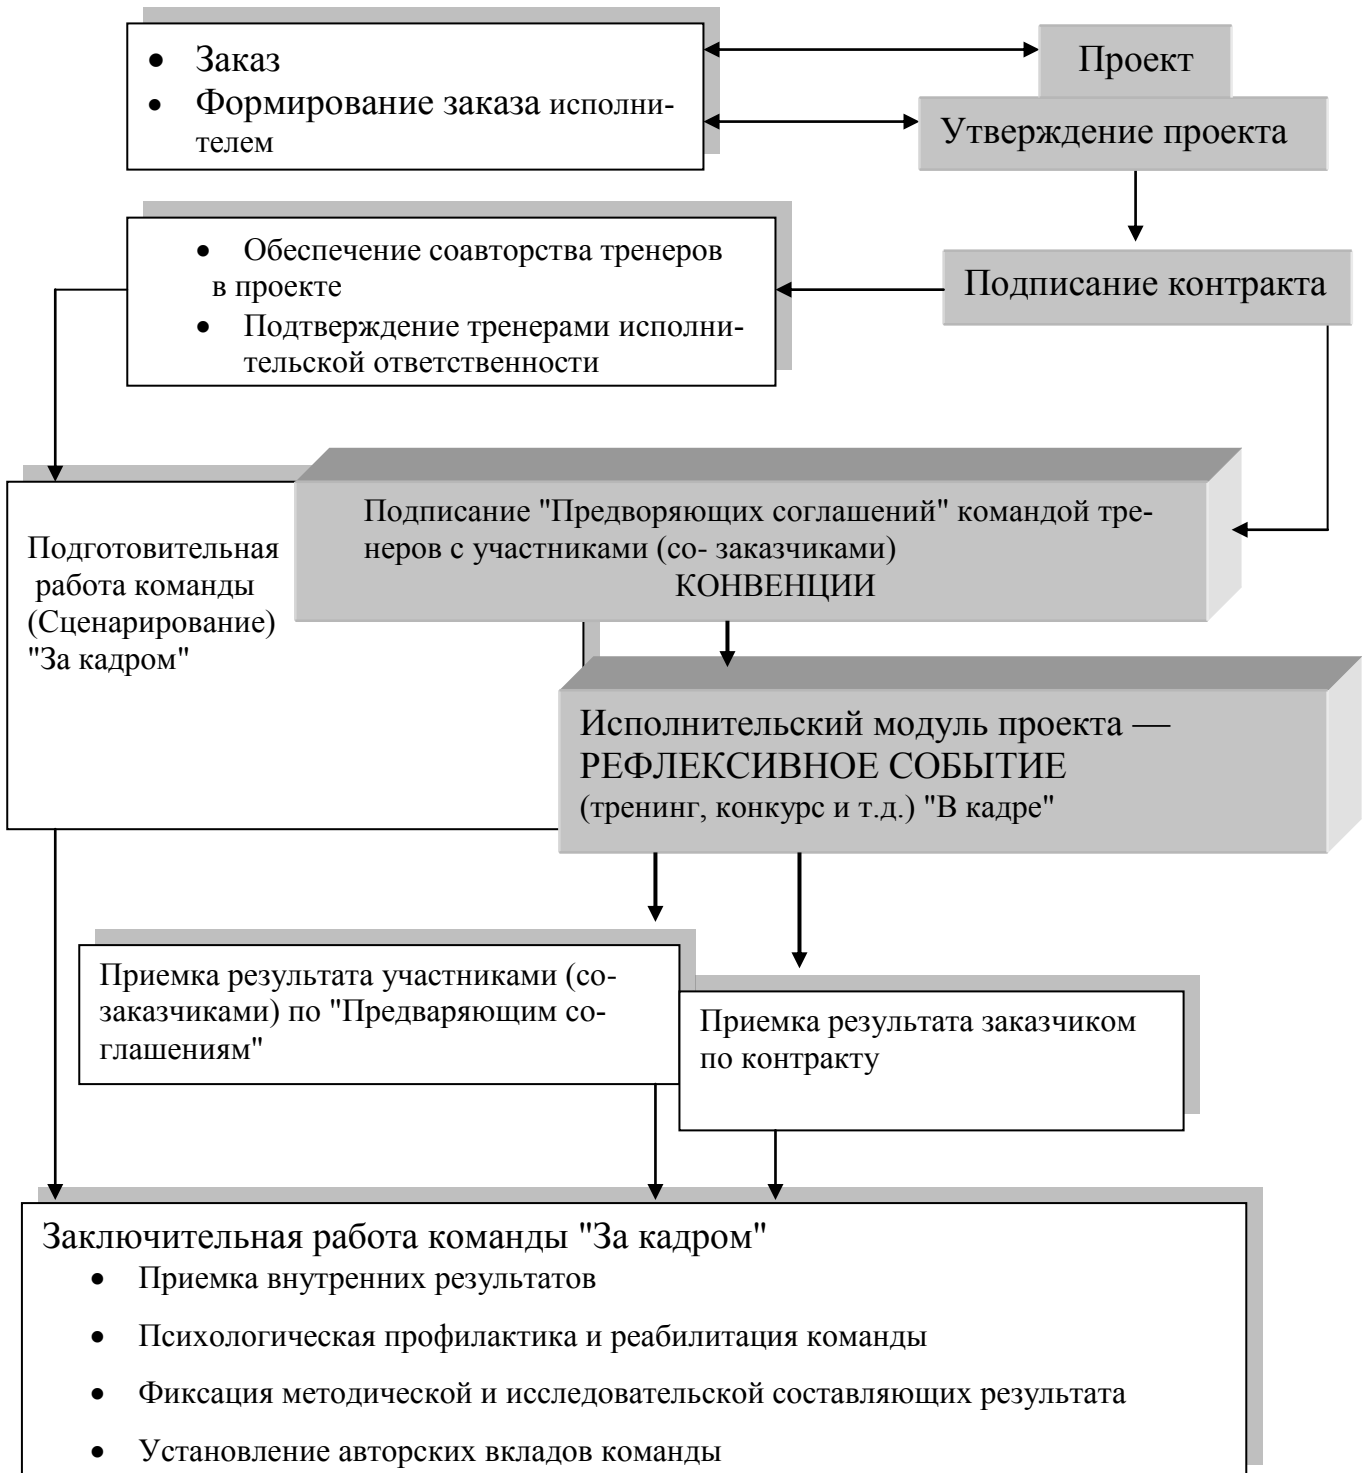 • Заказ
• Формирование заказа исполни-
телем
Проект
Утверждение проекта
• Обеспечение соавторства тренеров
в проекте
• Подтверждение тренерами исполни-
тельской ответственности
Подписание контракта
Подписание "Предворяющих соглашений" командой тре-
неров с участниками (со- заказчиками)
КОНВЕНЦИИ
Подготовительная
работа команды
(Сценарирование)
"За кадром"
Исполнительский модуль проекта —
РЕФЛЕКСИВНОЕ СОБЫТИЕ
(тренинг, конкурс и т.д.) "В кадре"
Приемка результата участниками (со-
заказчиками) по "Предваряющим со-
глашениям"
Приемка результата заказчиком
по контракту
Заключительная работа команды "За кадром"
• Приемка внутренних результатов
• Психологическая профилактика и реабилитация команды
• Фиксация методической и исследовательской составляющих результата
• Установление авторских вкладов команды